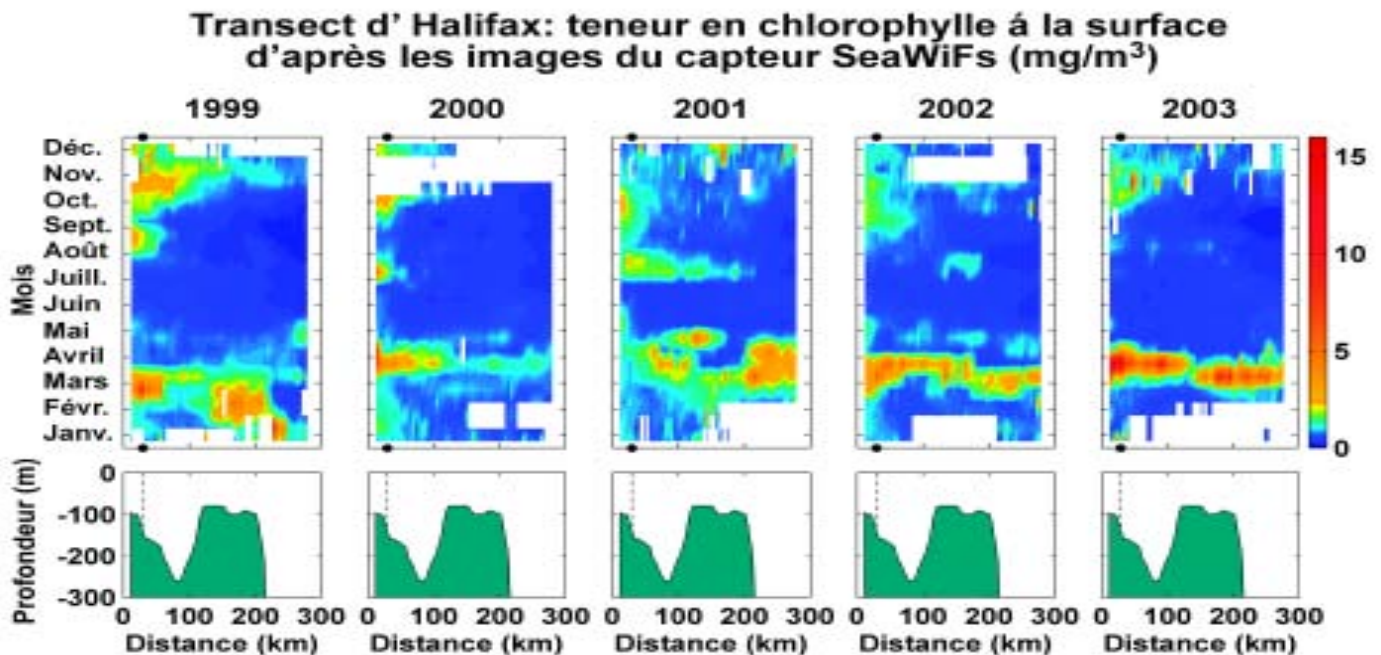 Transect d' Halifax: teneur en chlorophylle á la surface
d'après les images du capteur SeaWiFs (mg/m³)
1999 2000 2001 2002 2003
Mois
Déc.
Nov.
Oct.
Sept.
Août
Juill.
Juin
Mai
Avril
Mars
Févr.
Janv.
15
10
5
0
Profondeur (m)
0
-100
-200
-300
0 100 200 300 0 100 200 300 0 100 200 300 0 100 200 300 0 100 200 300
Distance (km) Distance (km) Distance (km) Distance (km) Distance (km)